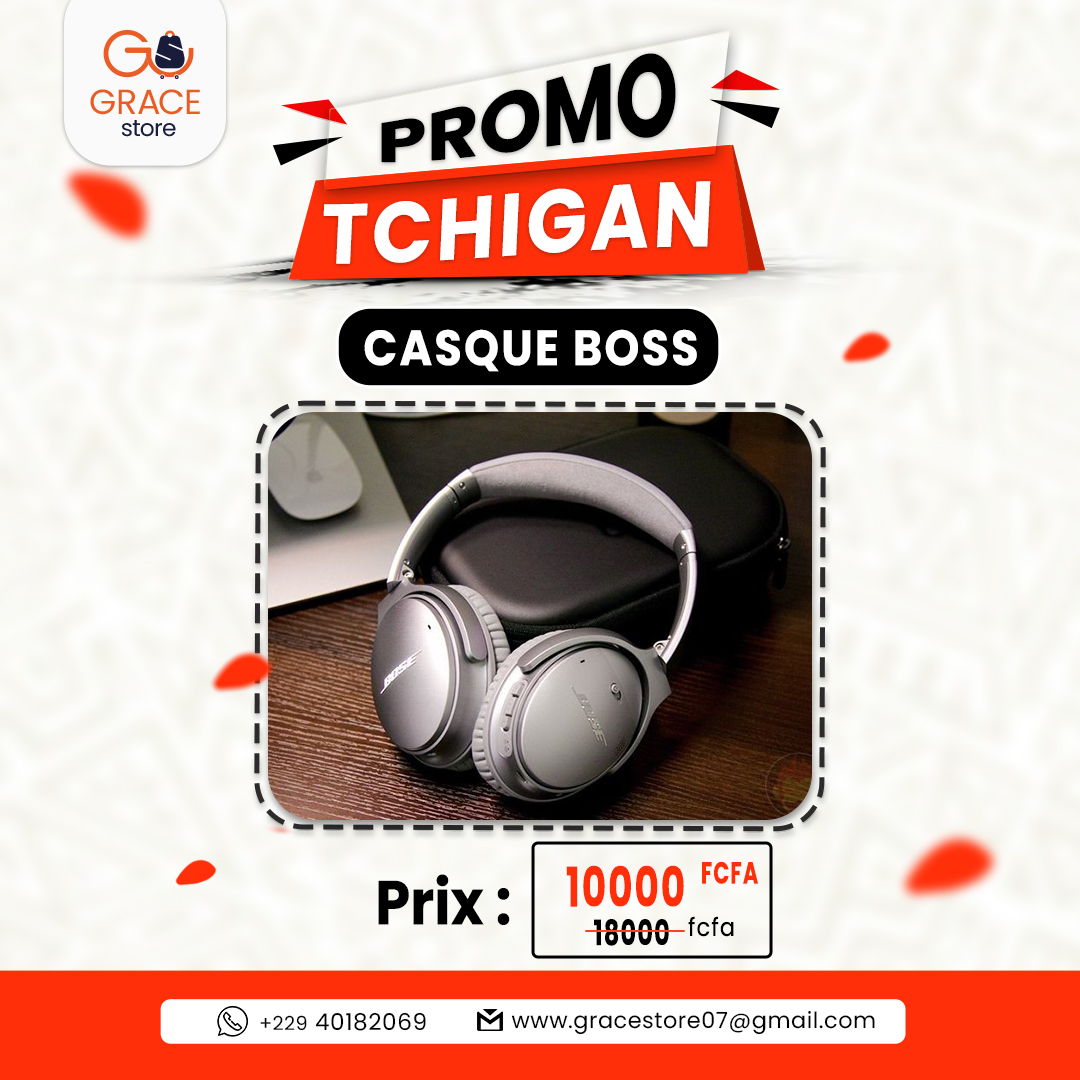 GS
GRACE
store
PROMO
TCHIGAN
CASQUE BOSS
BOSE
BOSE
Prix : 10000 FCFA
18000 fcfa
+229 40182069 www.gracestore07@gmail.com